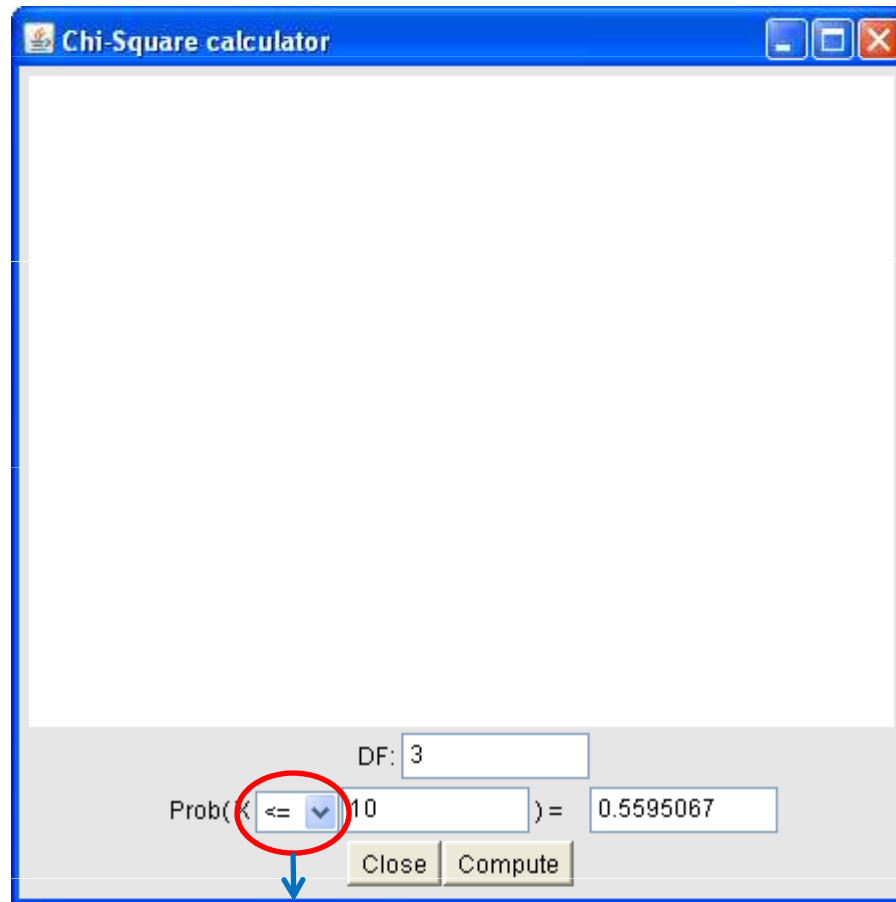 Chi-Square calculator
DF: 3
Prob( X <= 10 ) = 0.5595067
Close Compute